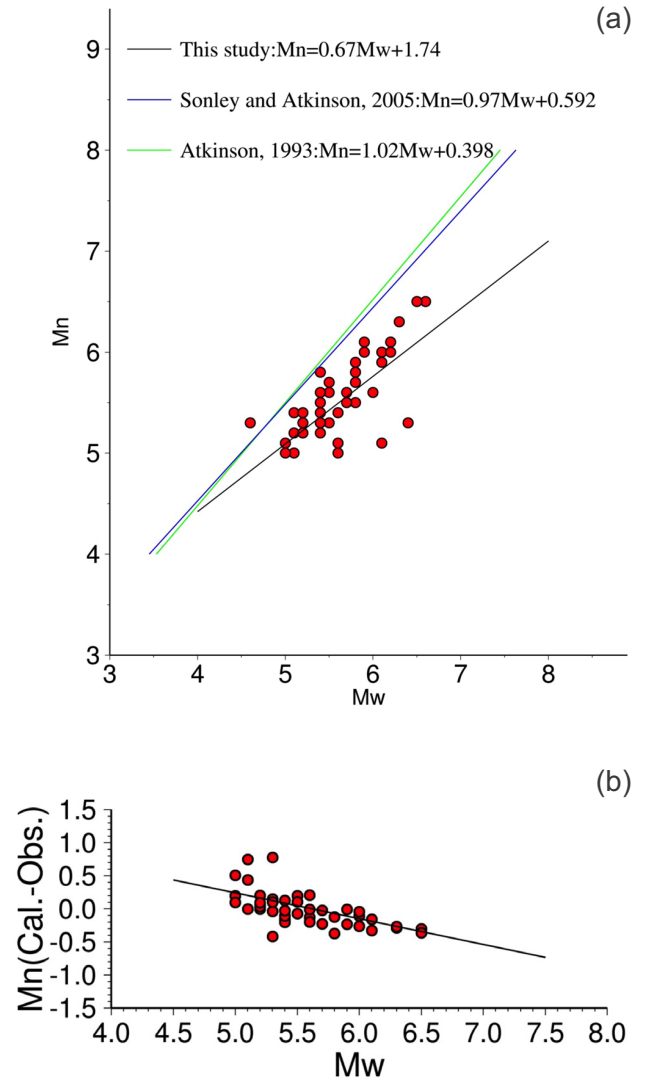 (a)
9
This study:Mn=0.67Mw+1.74
Sonley and Atkinson, 2005:Mn=0.97Mw+0.592
8
Atkinson, 1993:Mn=1.02Mw+0.398
7
Mn
6
5
4
3
3 4 5 6 7 8
Mw
(b)
Mn(Cal.-Obs.)
1.5
1.0
0.5
0.0
-0.5
-1.0
-1.5
4.0 4.5 5.0 5.5 6.0 6.5 7.0 7.5 8.0
Mw